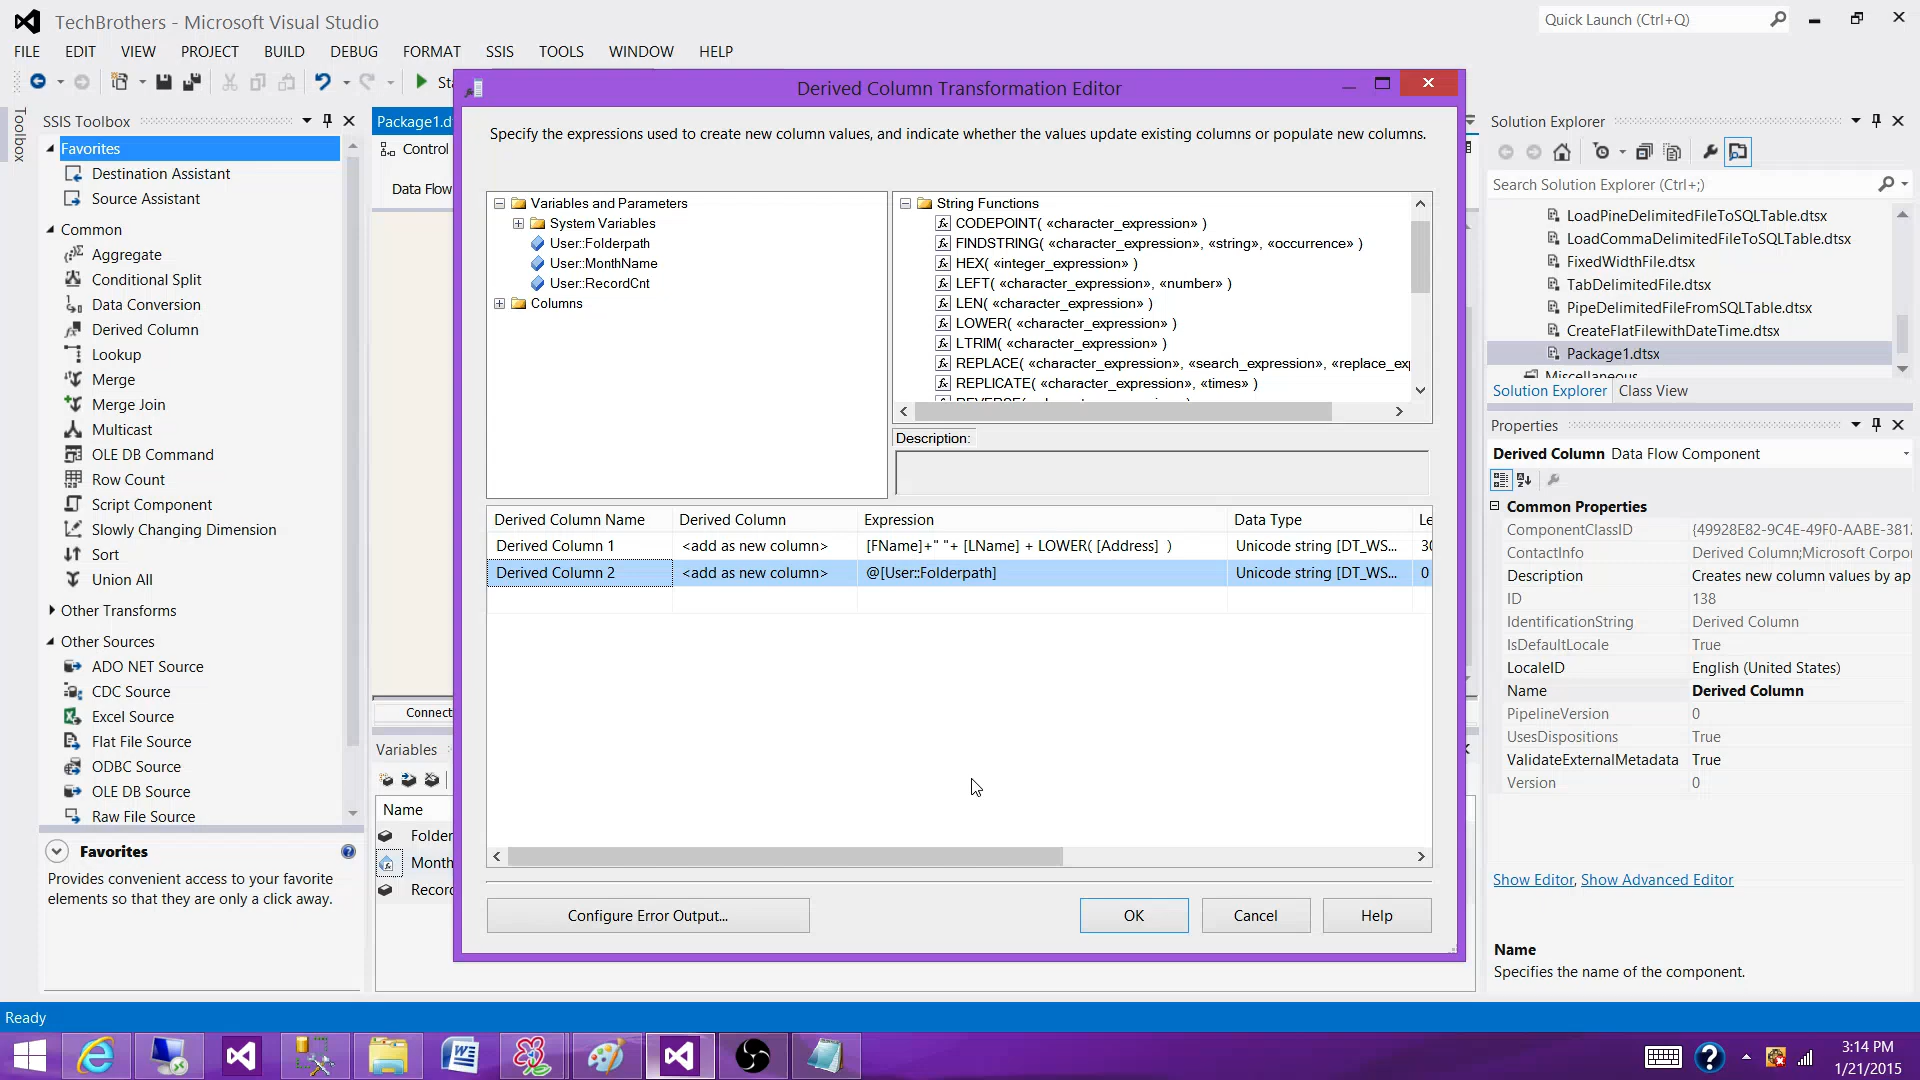 TechBrothers - Microsoft Visual Studio
Quick Launch (Ctrl+Q)
FILE EDIT VIEW PROJECT BUILD DEBUG FORMAT SSIS TOOLS WINDOW HELP
Toolbox
SSIS Toolbox
Favorites
Destination Assistant
Source Assistant
Common
Aggregate
Conditional Split
Data Conversion
Derived Column
Lookup
Merge
Merge Join
Multicast
OLE DB Command
Row Count
Script Component
Slowly Changing Dimension
Sort
Union All
Other Transforms
Other Sources
ADO NET Source
CDC Source
Excel Source
Flat File Source
ODBC Source
OLE DB Source
Raw File Source
Favorites
Provides convenient access to your favorite
elements so that they are only a click away.
Package1.d
Control
Data Flow
Connect
Variables
Name
Folder
Month
Record
Derived Column Transformation Editor
Specify the expressions used to create new column values, and indicate whether the values update existing columns or populate new columns.
Variables and Parameters
System Variables
User::Folderpath
User::MonthName
User::RecordCnt
Columns
String Functions
CODEPOINT( «character_expression» )
FINDSTRING( «character_expression», «string», «occurrence» )
HEX( «integer_expression» )
LEFT( «character_expression», «number» )
LEN( «character_expression» )
LOWER( «character_expression» )
LTRIM( «character_expression» )
REPLACE( «character_expression», «search_expression», «replace_exp
REPLICATE( «character_expression», «times» )
Description:
Derived Column Name Derived Column Expression Data Type Le
Derived Column 1 <add as new column> [FName]+" "+ [LName] + LOWER( [Address] ) Unicode string [DT_WS... 30
Derived Column 2 <add as new column> @[User::Folderpath] Unicode string [DT_WS... 0
Configure Error Output...
OK
Cancel
Help
Solution Explorer
Search Solution Explorer (Ctrl+;)
LoadPineDelimitedFileToSQLTable.dtsx
LoadCommaDelimitedFileToSQLTable.dtsx
FixedWidthFile.dtsx
TabDelimitedFile.dtsx
PipeDelimitedFileFromSQLTable.dtsx
CreateFlatFilewithDateTime.dtsx
Package1.dtsx
Miscellaneous
Solution Explorer Class View
Properties
Derived Column Data Flow Component
Common Properties
ComponentClassID {49928E82-9C4E-49F0-AABE-3812
ContactInfo Derived Column;Microsoft Corpor
Description Creates new column values by ap
ID 138
IdentificationString Derived Column
IsDefaultLocale True
LocaleID English (United States)
Name Derived Column
PipelineVersion 0
UsesDispositions True
ValidateExternalMetadata True
Version 0
Show Editor, Show Advanced Editor
Name
Specifies the name of the component.
Ready
3:14 PM
1/21/2015